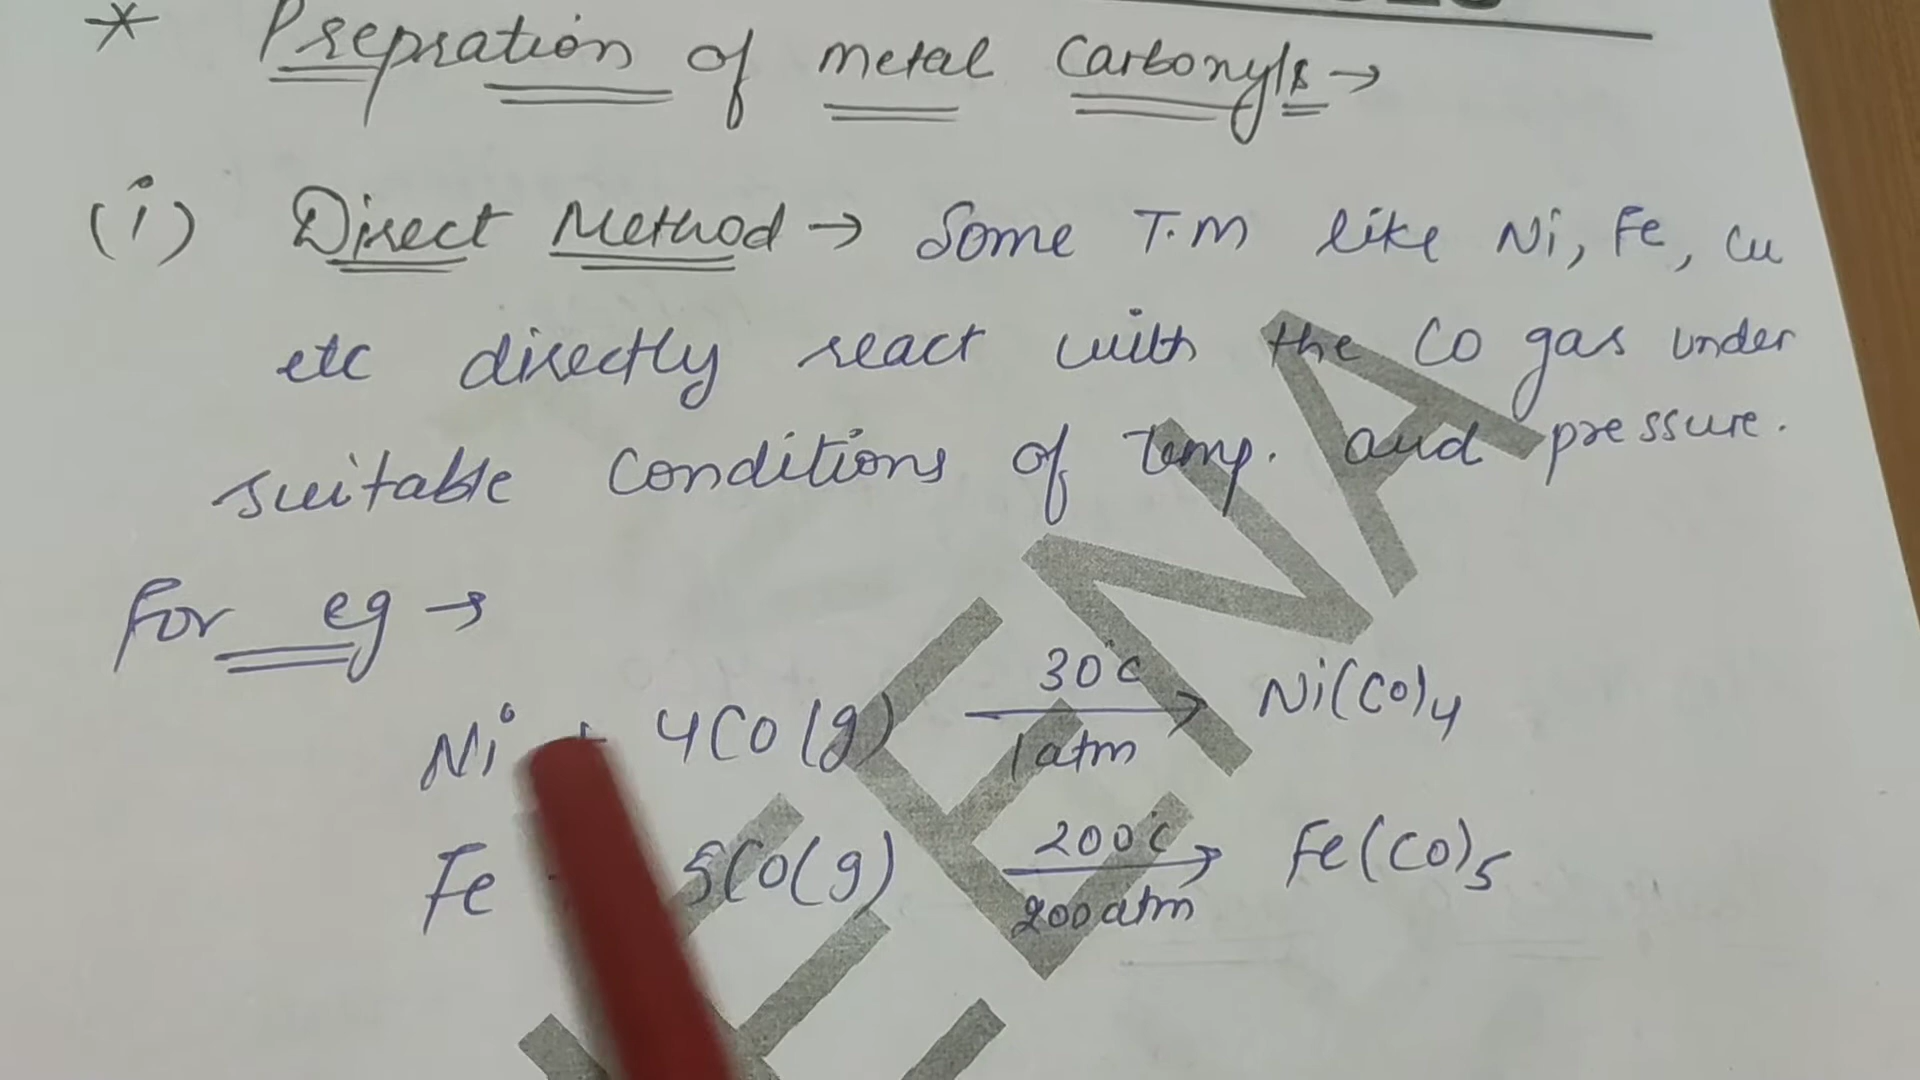 * Prepration of metal Carbonyls →
(i) Direct Method → Some T.M like Ni, Fe, Cu
etc directly react with the CO gas under
suitable conditions of temp. and pressure.
For eg →
Ni + 4CO(g) 30°C 1atm → Ni(CO)4
Fe 5CO(g) 200°C 200atm → Fe(CO)5